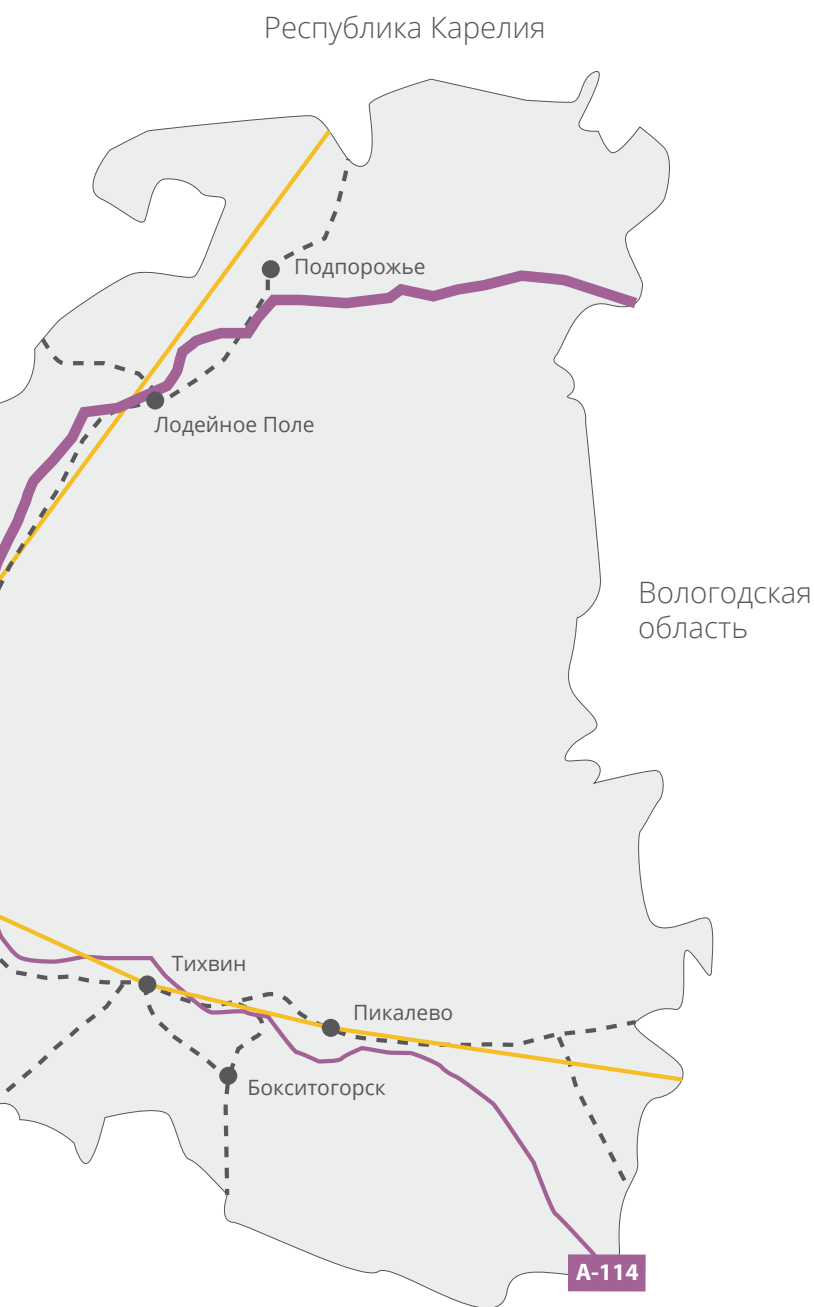 Республика Карелия
Подпорожье
Лодейное Поле
Вологодская
область
Тихвин
Пикалево
Бокситогорск
А-114